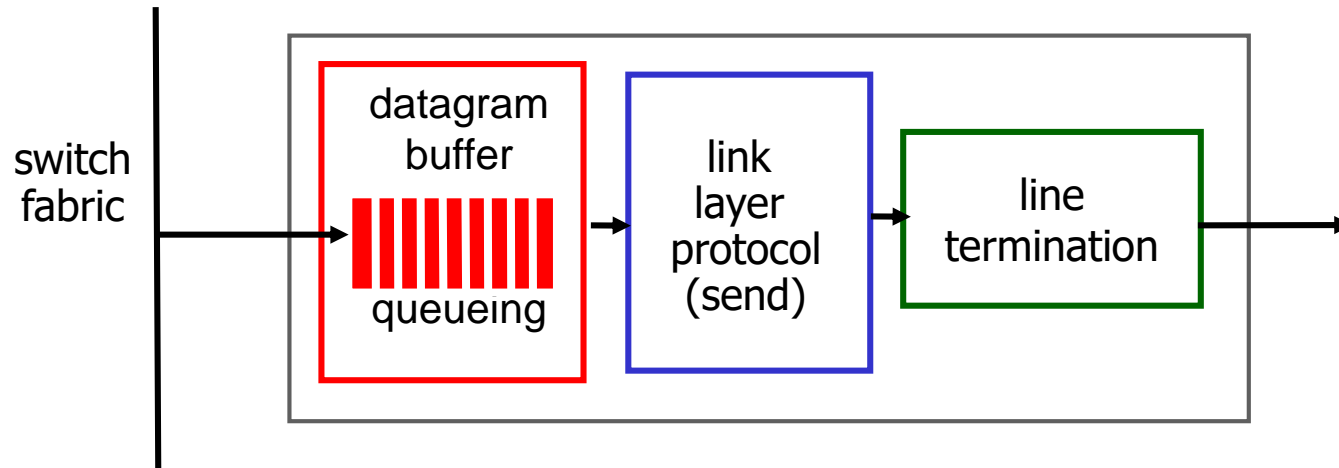 switch
fabric
datagram
buffer
queueing
link
layer
protocol
(send)
line
termination